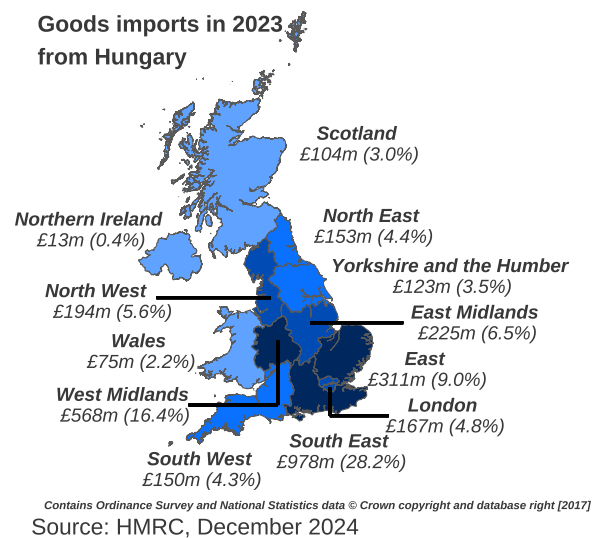 Goods imports in 2023
from Hungary
Scotland
£104m (3.0%)
Northern Ireland
£13m (0.4%)
North East
£153m (4.4%)
Yorkshire and the Humber
£123m (3.5%)
North West
£194m (5.6%)
East Midlands
£225m (6.5%)
Wales
£75m (2.2%)
East
£311m (9.0%)
West Midlands
£568m (16.4%)
London
£167m (4.8%)
South East
£978m (28.2%)
South West
£150m (4.3%)
Contains Ordinance Survey and National Statistics data © Crown copyright and database right [2017]
Source: HMRC, December 2024